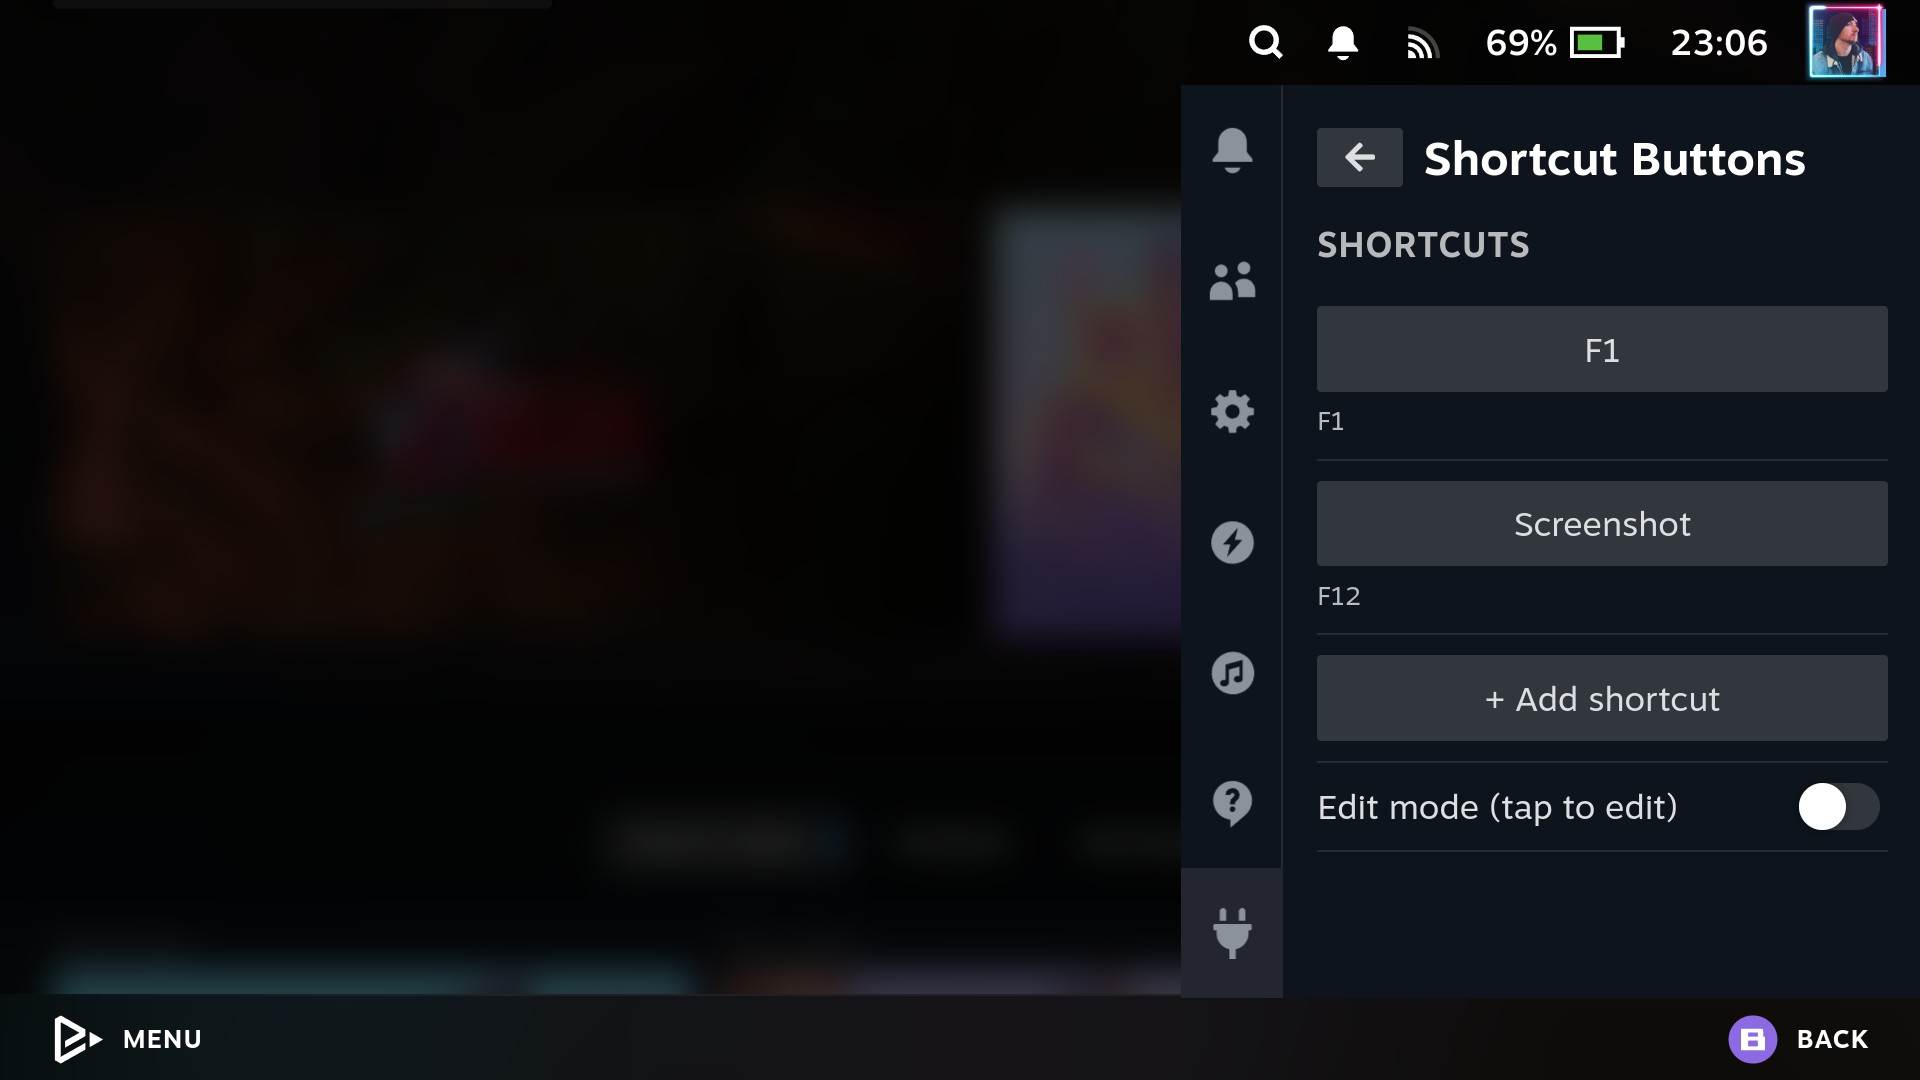 69%
23:06
Shortcut Buttons
SHORTCUTS
F1
F1
Screenshot
F12
+ Add shortcut
Edit mode (tap to edit)
MENU
B BACK